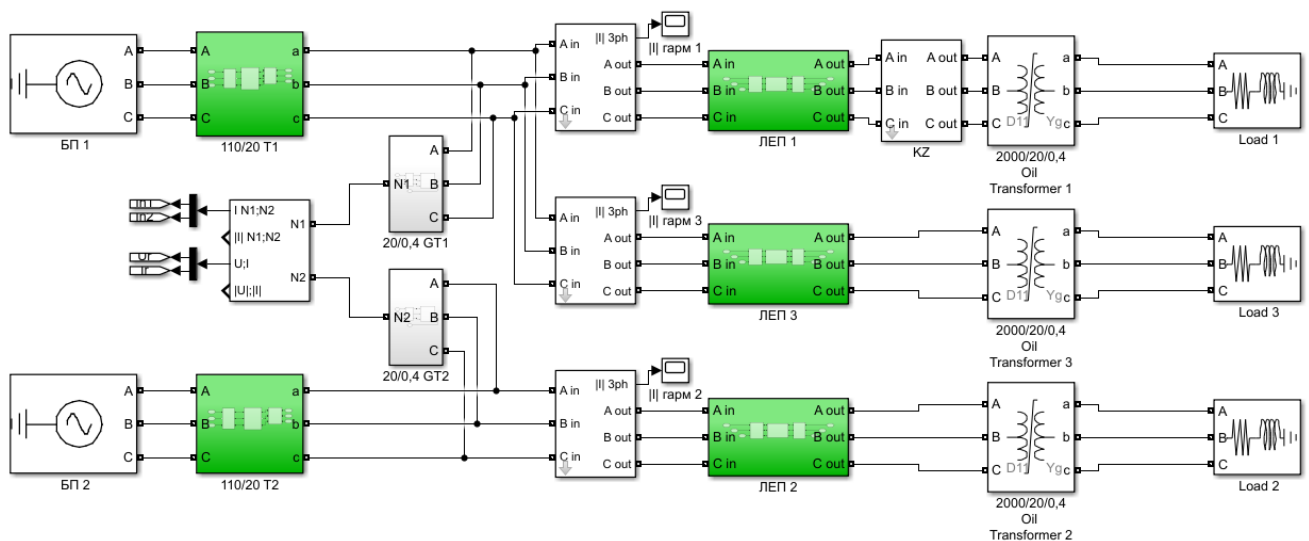 A
B
C
БП 1
A
B
C
a
b
c
110/20 T1
N1
A
B
C
20/0,4 GT1
In1
In2
Ur
Ir
I N1;N2
|I| N1;N2
U;I
|U|;|I|
N1
N2
N2
A
B
C
20/0,4 GT2
A in
B in
C in
|I| 3ph
A out
B out
C out
|I| гарм 1
A in
B in
C in
A out
B out
C out
ЛЕП 1
A in
B in
C in
A out
B out
C out
KZ
A
B
C
D11
Yg
a
b
c
2000/20/0,4
Oil
Transformer 1
A
B
C
Load 1
A in
B in
C in
|I| 3ph
A out
B out
C out
|I| гарм 3
A in
B in
C in
A out
B out
C out
ЛЕП 3
A
B
C
D11
Yg
a
b
c
2000/20/0,4
Oil
Transformer 3
A
B
C
Load 3
A
B
C
БП 2
A
B
C
a
b
c
110/20 T2
A in
B in
C in
|I| 3ph
A out
B out
C out
|I| гарм 2
A in
B in
C in
A out
B out
C out
ЛЕП 2
A
B
C
D11
Yg
a
b
c
2000/20/0,4
Oil
Transformer 2
A
B
C
Load 2